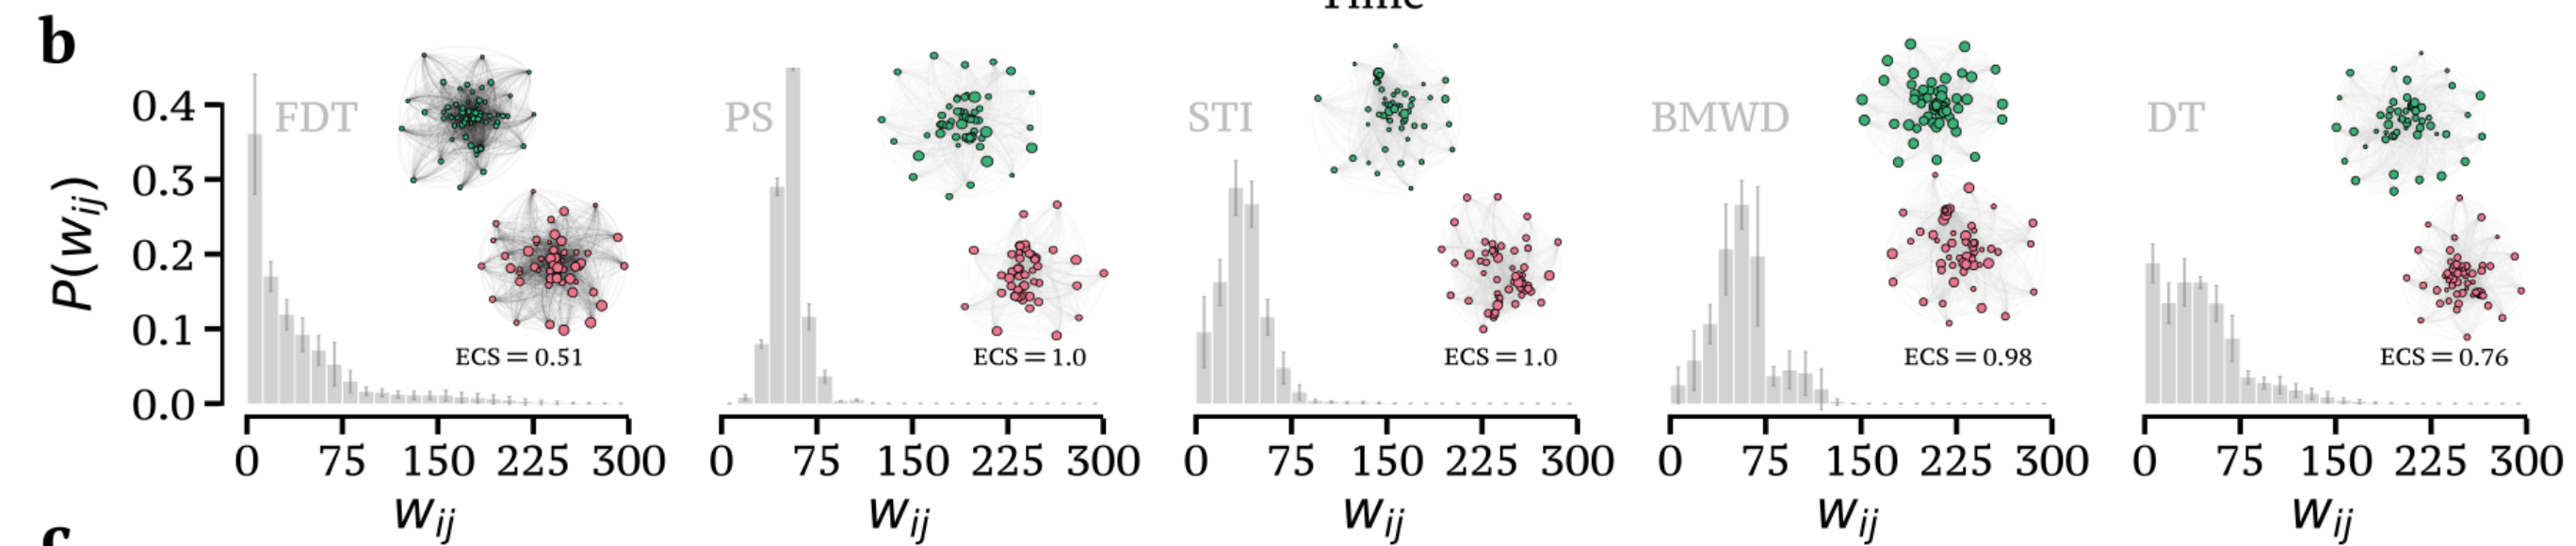 b
FDT
PS
STI
BMWD
DT
P(w_ij)
0.4
0.3
0.2
0.1
0.0
ECS = 0.51
ECS = 1.0
ECS = 1.0
ECS = 0.98
ECS = 0.76
0 75 150 225 300
0 75 150 225 300
0 75 150 225 300
0 75 150 225 300
0 75 150 225 300
w_ij
w_ij
w_ij
w_ij
w_ij